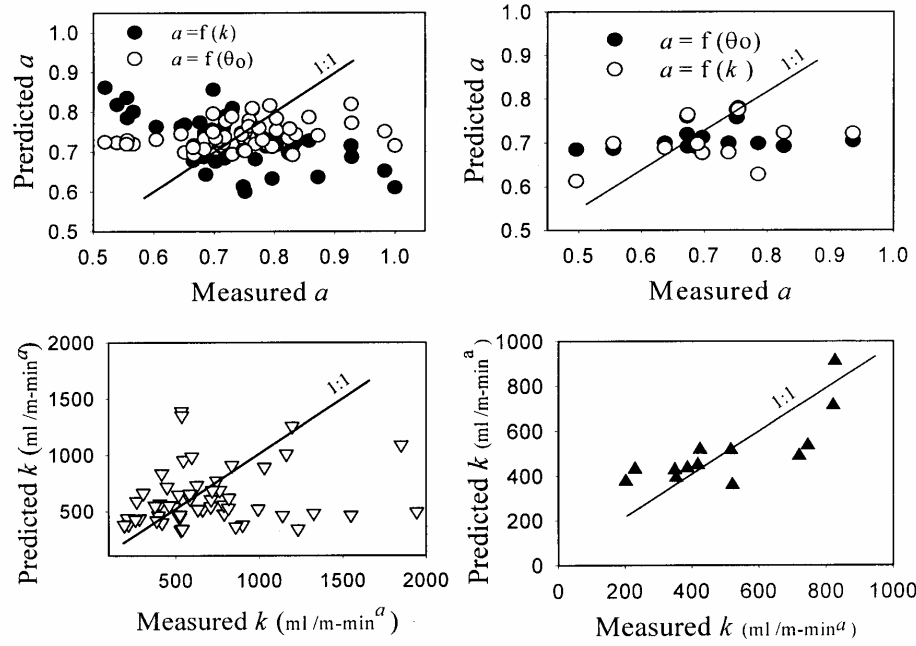 Prerdicted a
1.0
0.9
0.8
0.7
0.6
0.5
a=f(k)
a=f(θo)
1:1
0.5 0.6 0.7 0.8 0.9 1.0
Measured a
Predicted a
1.0
0.9
0.8
0.7
0.6
0.5
a=f(θo)
a=f(k)
1:1
0.5 0.6 0.7 0.8 0.9 1.0
Measured a
Predicted k (ml/m-min^a)
2000
1500
1000
500
1:1
500 1000 1500 2000
Measured k (ml/m-min^a)
Predicted k (ml/m-min^a)
1000
800
600
400
200
0
1:1
0 200 400 600 800 1000
Measured k (ml/m-min^a)